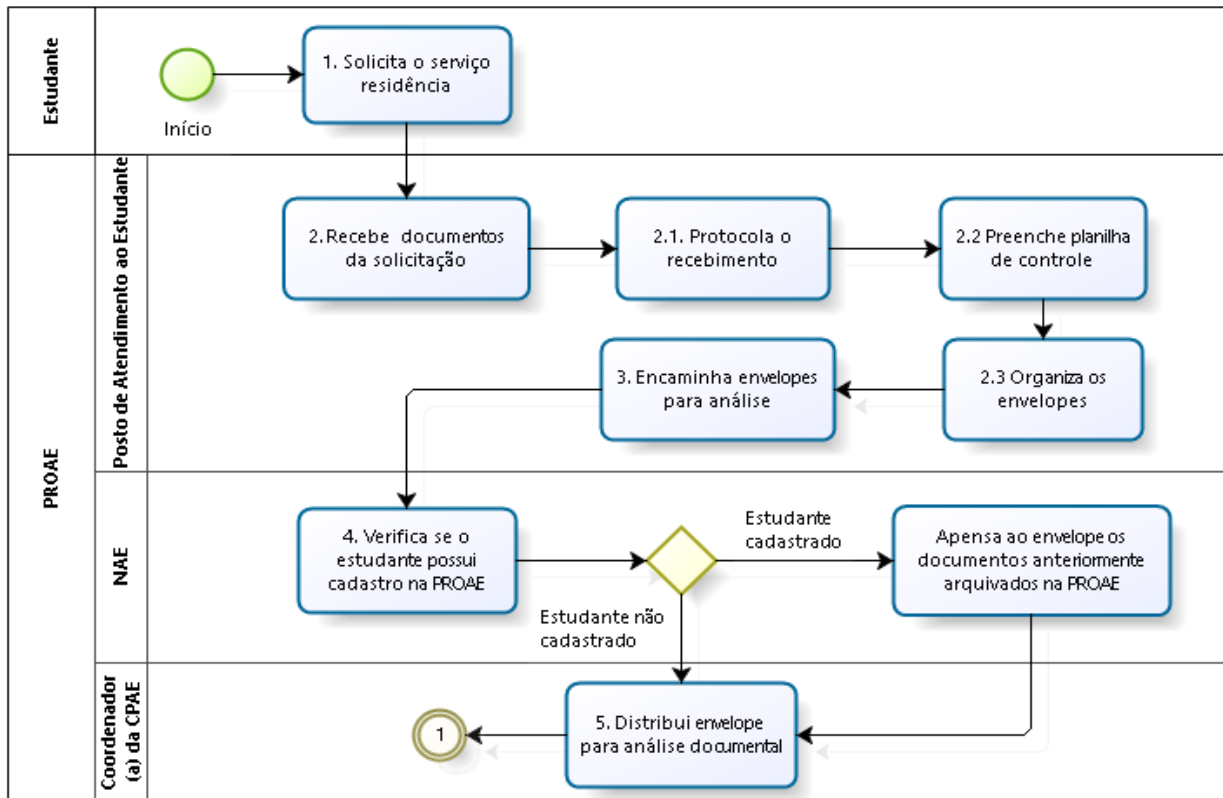 Estudante
Início
1. Solicita o serviço
residência
PROAE
Posto de Atendimento ao Estudante
2. Recebe documentos
da solicitação
2.1. Protocola o
recebimento
2.2 Preenche planilha
de controle
3. Encaminha envelopes
para análise
2.3 Organiza os
envelopes
NAE
4. Verifica se o
estudante possui
cadastro na PROAE
Estudante
cadastrado
Estudante não
cadastrado
Apensa ao envelope os
documentos anteriormente
arquivados na PROAE
Coordenador
(a) da CPAE
1
5. Distribui envelope
para análise documental